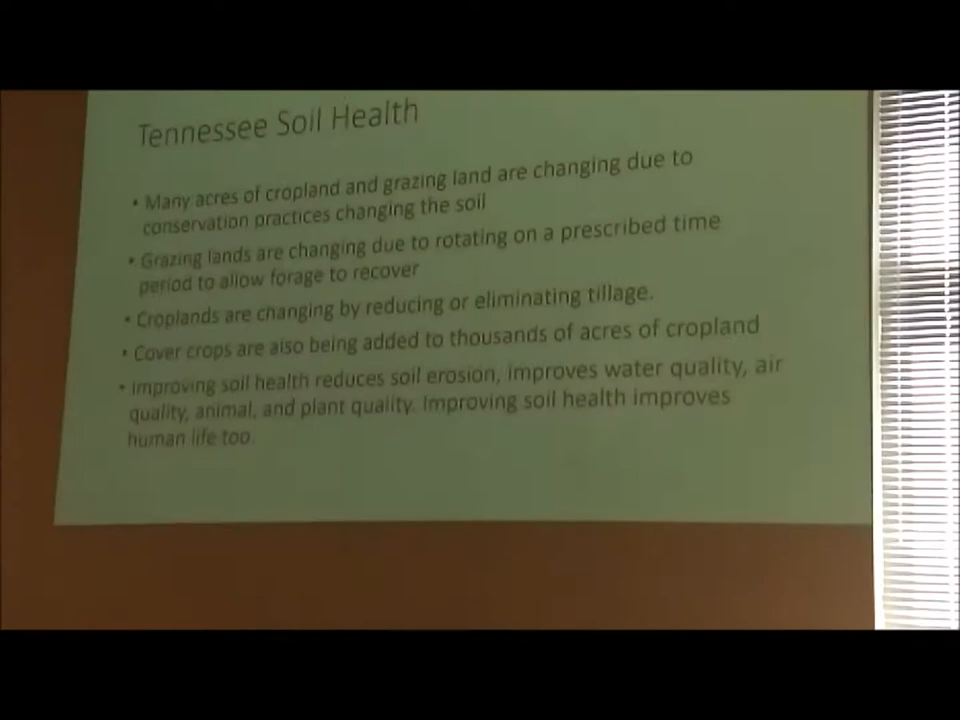 Tennessee Soil Health
• Many acres of cropland and grazing land are changing due to
conservation practices changing the soil
• Grazing lands are changing due to rotating on a prescribed time
period to allow forage to recover
• Croplands are changing by reducing or eliminating tillage.
• Cover crops are also being added to thousands of acres of cropland
• Improving soil health reduces soil erosion, improves water quality, air
quality, animal, and plant quality. Improving soil health improves
human life too.